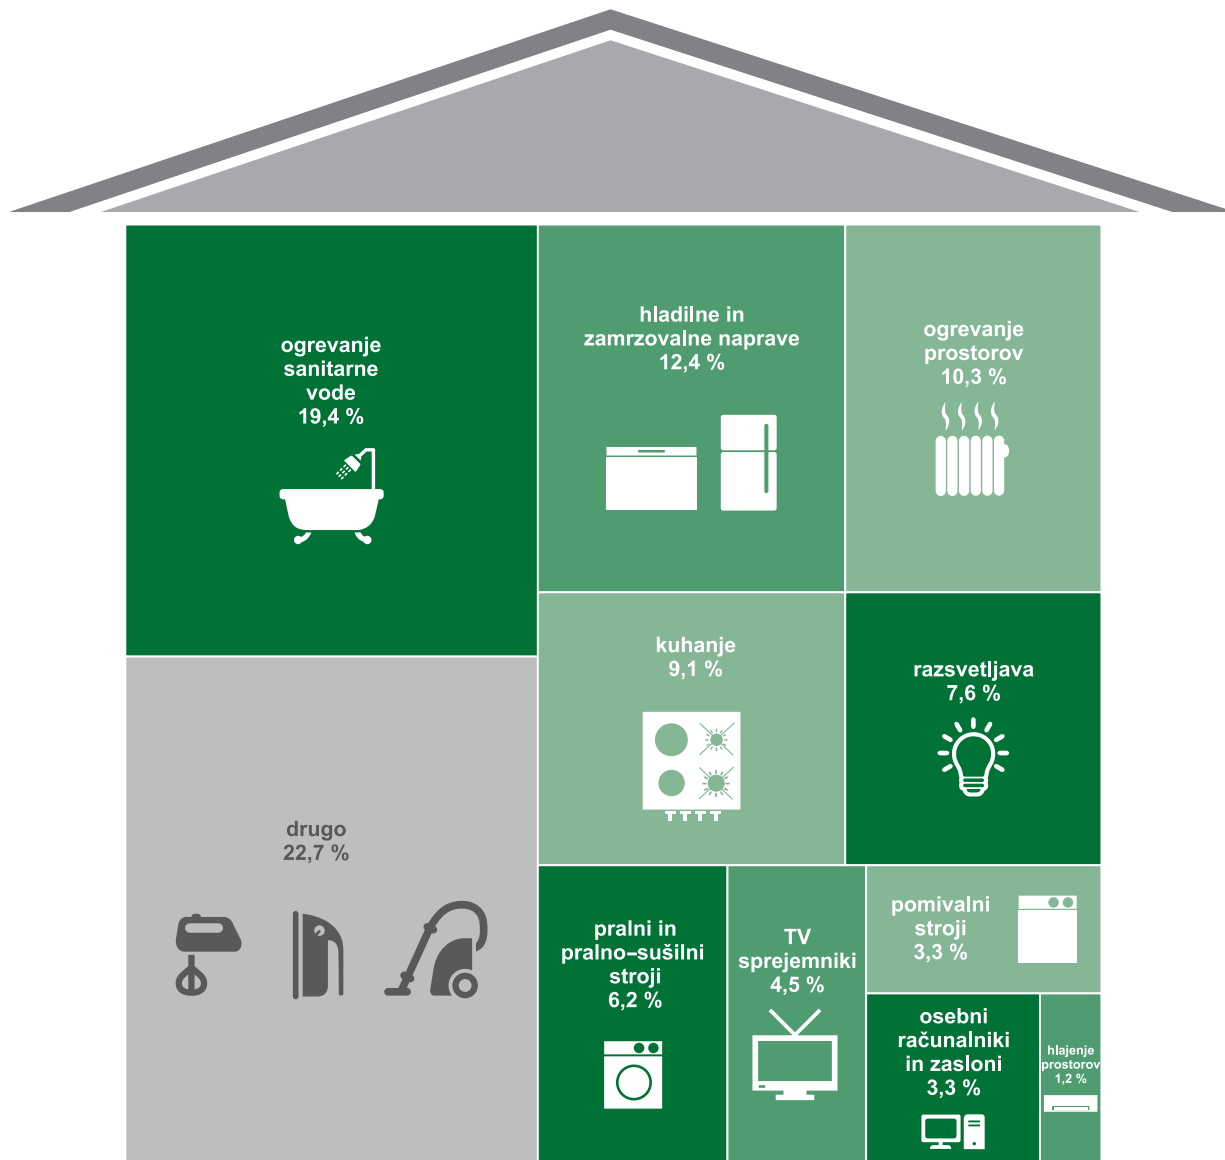 ogrevanje
sanitarne
vode
19,4 %
hladilne in
zamrzovalne naprave
12,4 %
ogrevanje
prostorov
10,3 %
kuhanje
9,1 %
razsvetljava
7,6 %
drugo
22,7 %
pralni in
pralno–sušilni
stroji
6,2 %
TV
sprejemniki
4,5 %
pomivalni
stroji
3,3 %
osebni
računalniki
in zasloni
3,3 %
hlajenje
prostorov
1,2 %